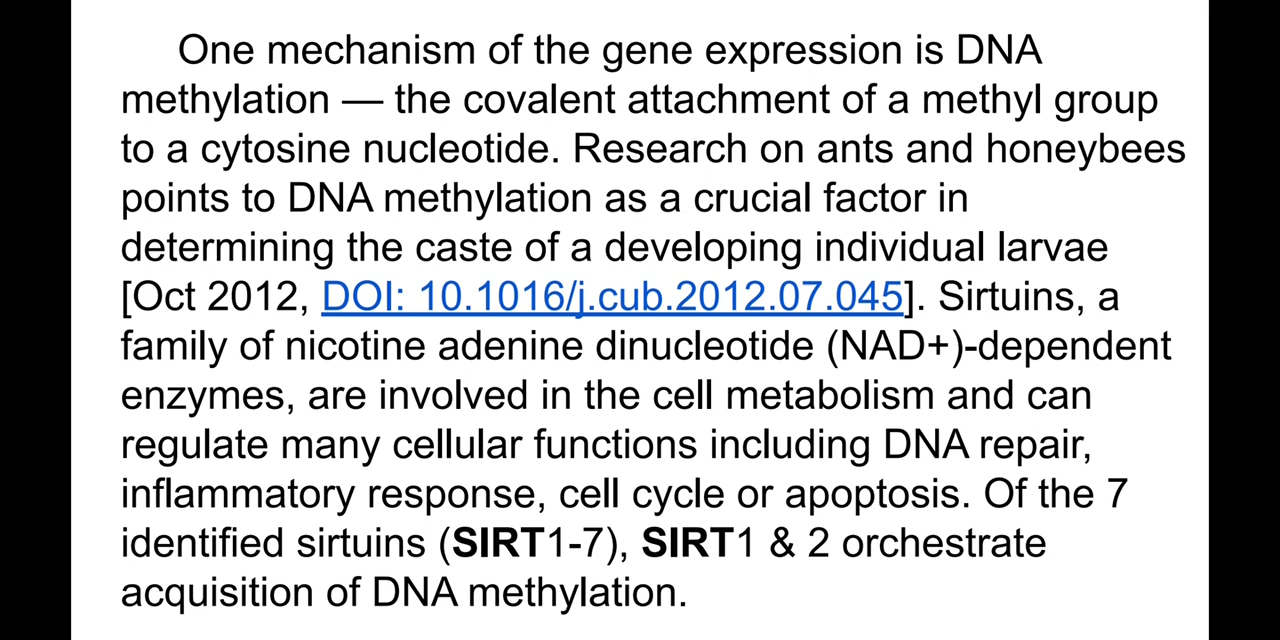 One mechanism of the gene expression is DNA
methylation — the covalent attachment of a methyl group
to a cytosine nucleotide. Research on ants and honeybees
points to DNA methylation as a crucial factor in
determining the caste of a developing individual larvae
[Oct 2012, DOI: 10.1016/j.cub.2012.07.045]. Sirtuins, a
family of nicotine adenine dinucleotide (NAD+)-dependent
enzymes, are involved in the cell metabolism and can
regulate many cellular functions including DNA repair,
inflammatory response, cell cycle or apoptosis. Of the 7
identified sirtuins (SIRT1-7), SIRT1 & 2 orchestrate
acquisition of DNA methylation.